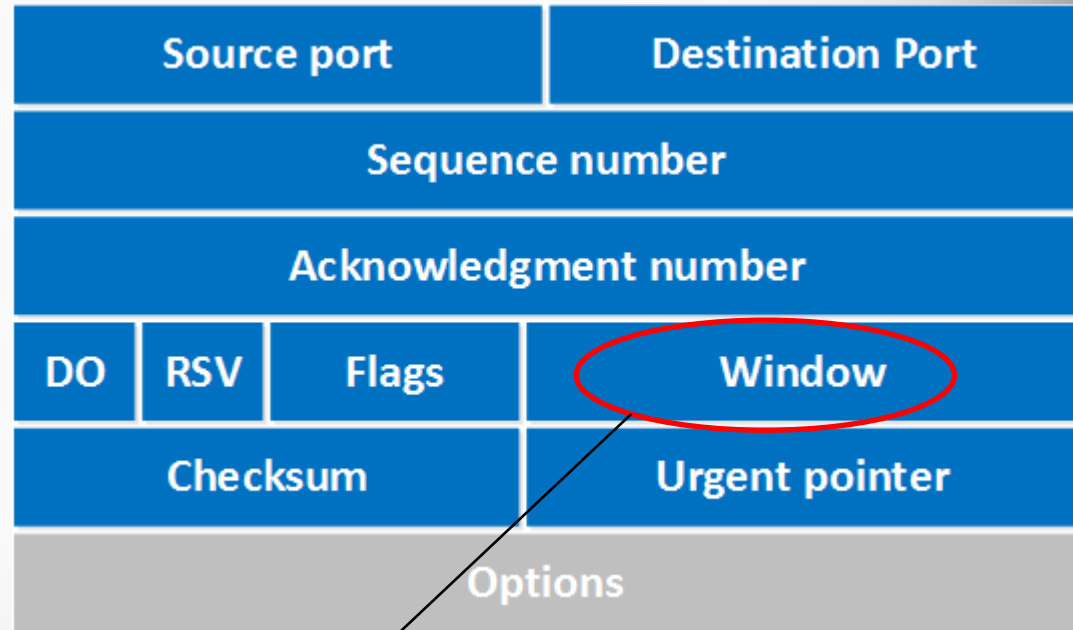 Source port Destination Port
Sequence number
Acknowledgment number
DO RSV Flags Window
Checksum Urgent pointer
Options